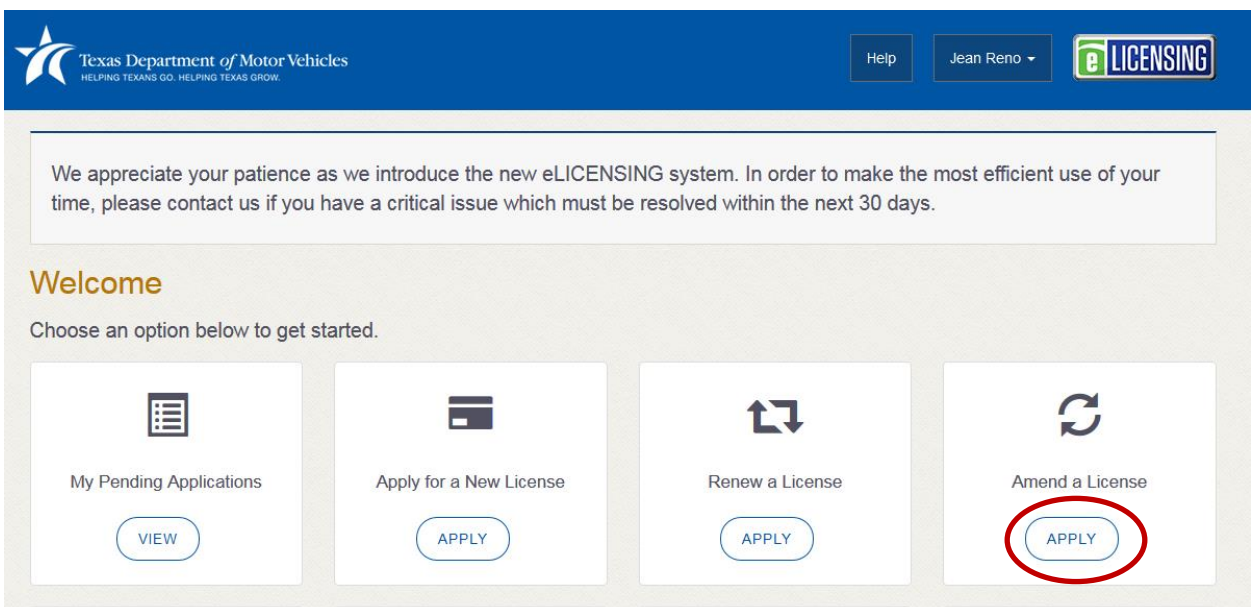 Texas Department of Motor Vehicles
HELPING TEXANS GO. HELPING TEXAS GROW.
Help
Jean Reno
e LICENSING
We appreciate your patience as we introduce the new eLICENSING system. In order to make the most efficient use of your
time, please contact us if you have a critical issue which must be resolved within the next 30 days.
Welcome
Choose an option below to get started.
My Pending Applications
Apply for a New License
Renew a License
Amend a License
VIEW
APPLY
APPLY
APPLY